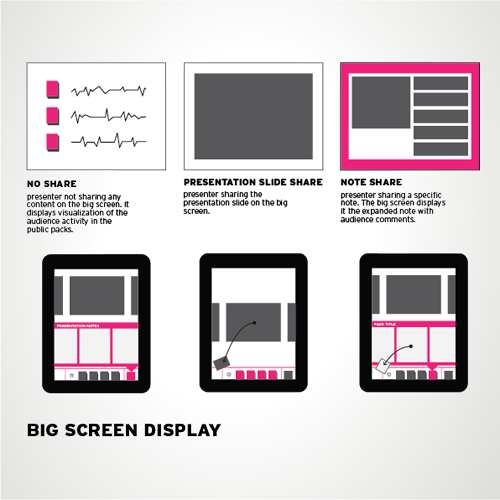 NO SHARE
presenter not sharing any
content on the big screen. it
displays visualization of the
audience activity in the
public packs.
PRESENTATION SLIDE SHARE
presenter sharing the
presentation slide on the big
screen.
NOTE SHARE
presenter sharing a specific
note. The big screen displays
it the expanded note with
audience comments.
PRESENTATION NOTES
PACK TITLE
BIG SCREEN DISPLAY